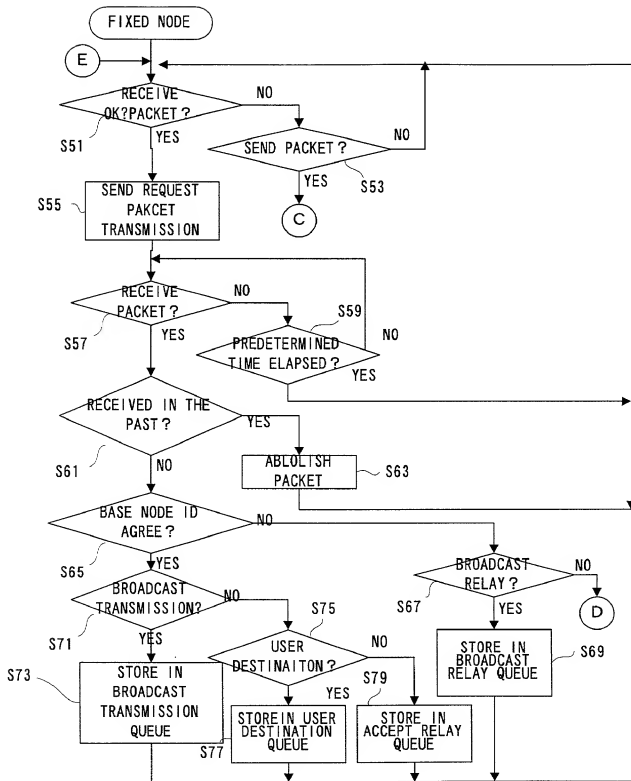 FIXED NODE
E
RECEIVE
OK?PACKET?
NO
S51
YES
SEND PACKET?
NO
S53
YES
C
S55
SEND REQUEST
PAKCET
TRANSMISSION
RECEIVE
PACKET?
NO
S57
YES
S59
PREDETERMINED
TIME ELAPSED?
NO
YES
RECEIVED IN THE
PAST?
YES
S61
NO
ABLOLISH
PACKET
S63
BASE NODE ID
AGREE?
NO
S65
YES
BROADCAST
RELAY?
NO
S67
YES
D
BROADCAST
TRANSMISSION?
NO
S71
YES
S75
USER
DESTINAITON?
NO
YES
STORE IN
BROADCAST
RELAY QUEUE
S69
S73
STORE IN
BROADCAST
TRANSMISSION
QUEUE
S77
STOREIN USER
DESTINATION
QUEUE
S79
STORE IN
ACCEPT RELAY
QUEUE